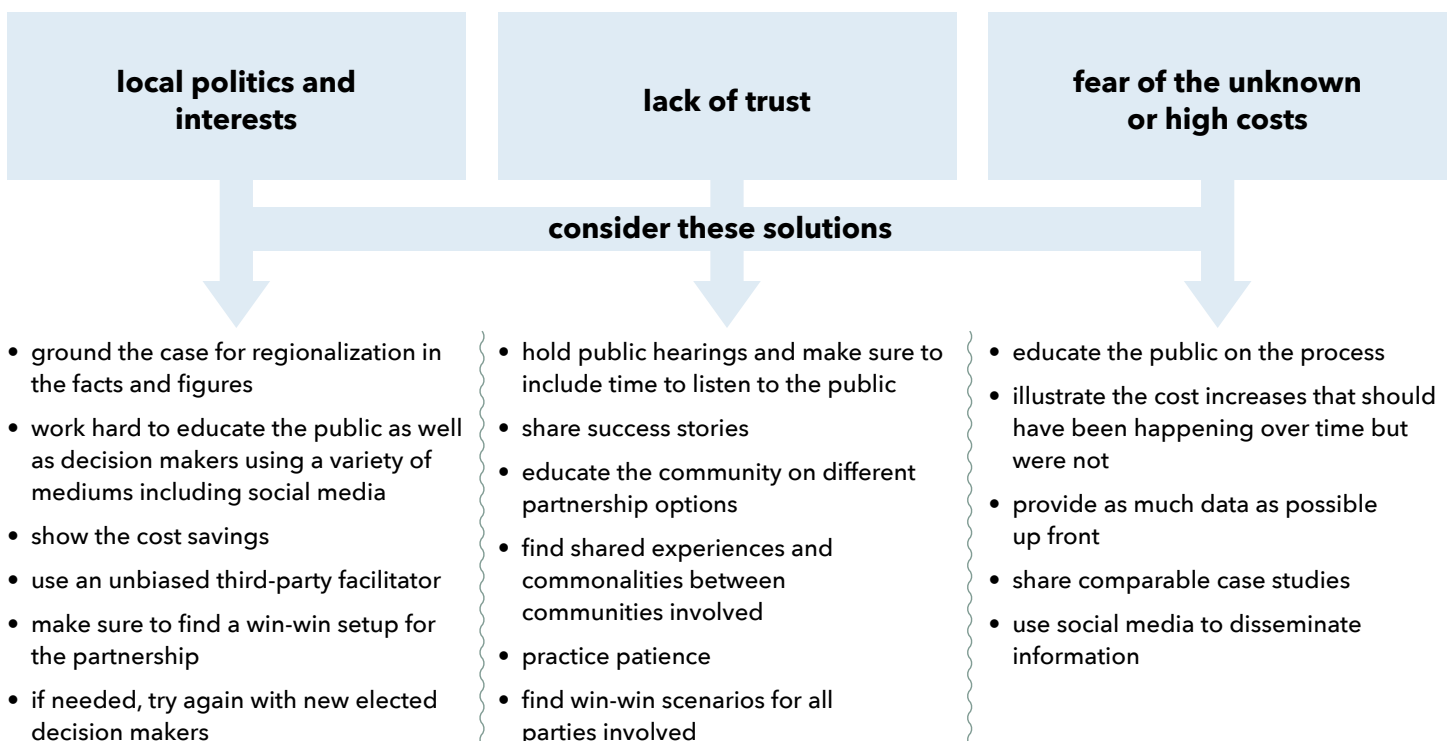 local politics and
interests
lack of trust
fear of the unknown
or high costs
consider these solutions
• ground the case for regionalization in
the facts and figures
• work hard to educate the public as well
as decision makers using a variety of
mediums including social media
• show the cost savings
• use an unbiased third-party facilitator
• make sure to find a win-win setup for
the partnership
• if needed, try again with new elected
decision makers
• hold public hearings and make sure to
include time to listen to the public
• share success stories
• educate the community on different
partnership options
• find shared experiences and
commonalities between
communities involved
• practice patience
• find win-win scenarios for all
parties involved
• educate the public on the process
• illustrate the cost increases that should
have been happening over time but
were not
• provide as much data as possible
up front
• share comparable case studies
• use social media to disseminate
information